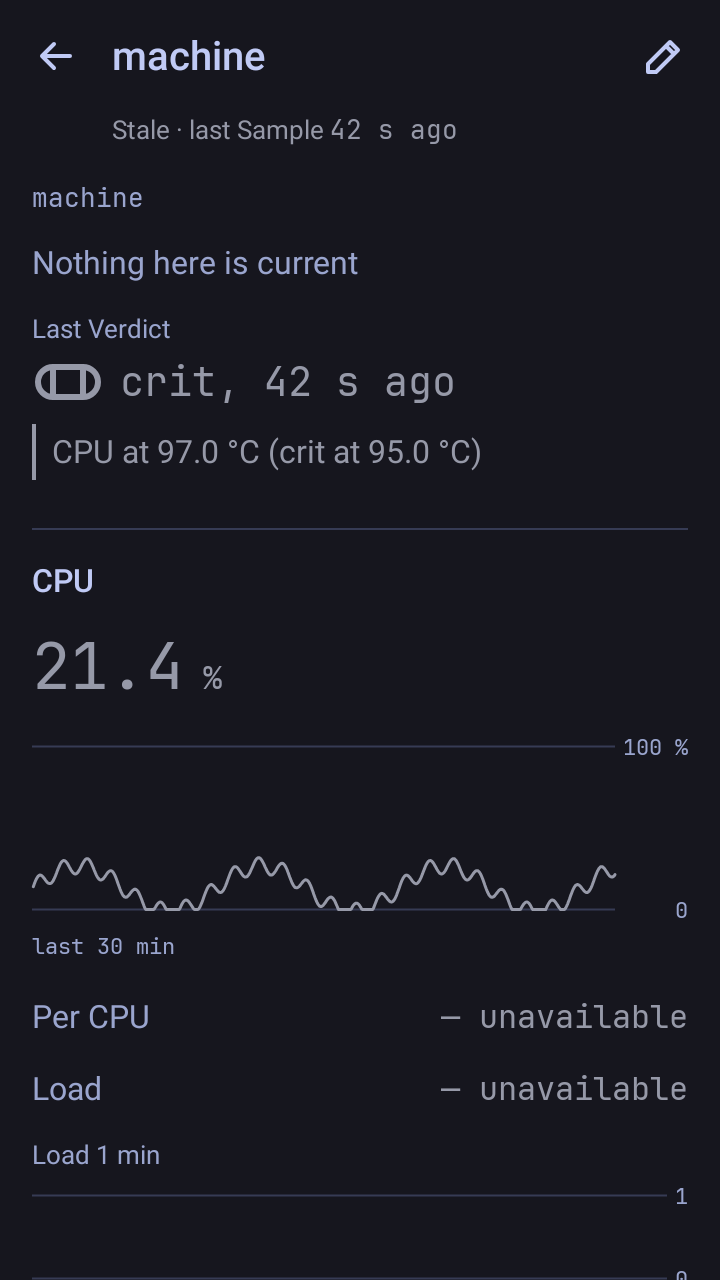 machine
Stale · last Sample 42 s ago
machine
Nothing here is current
Last Verdict
crit, 42 s ago
CPU at 97.0 °C (crit at 95.0 °C)
CPU
21.4 %
100 %
0
last 30 min
Per CPU — unavailable
Load — unavailable
Load 1 min
1
0